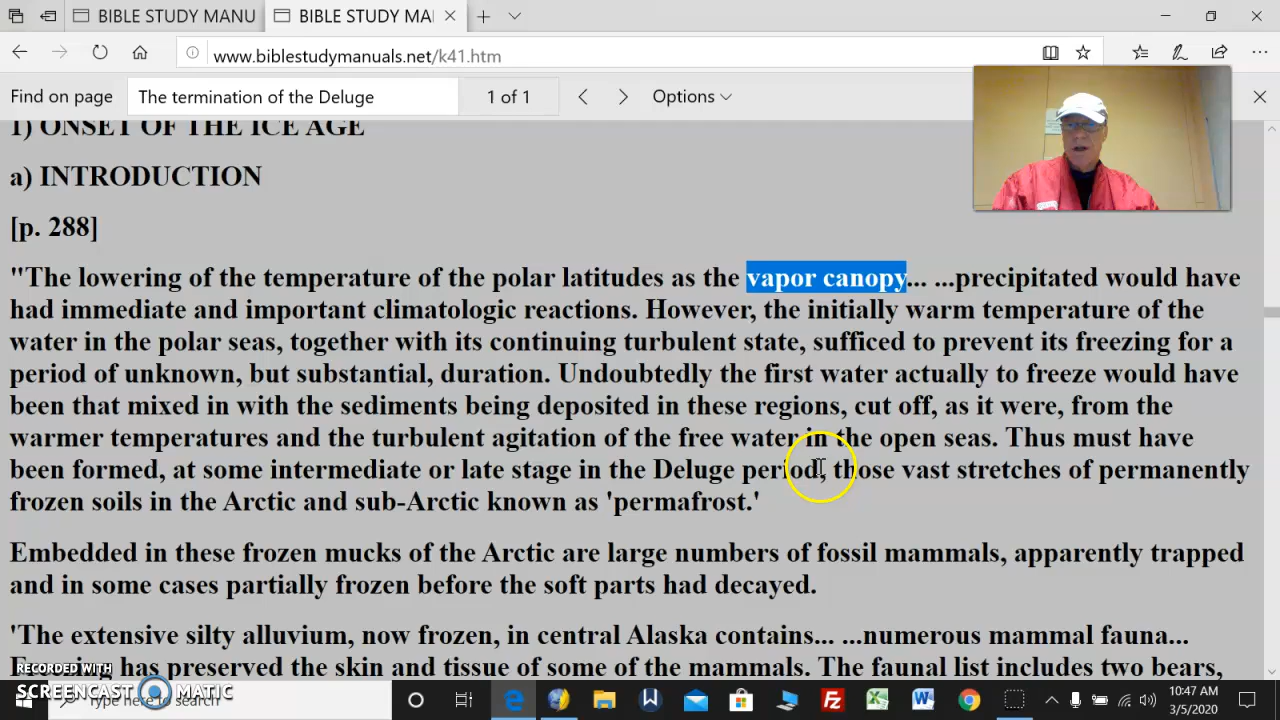 BIBLE STUDY MANU
BIBLE STUDY MAI
www.biblestudymanuals.net/k41.htm
Find on page
The termination of the Deluge
1 of 1
Options
1) ONSET OF THE ICE AGE
a) INTRODUCTION
[p. 288]
"The lowering of the temperature of the polar latitudes as the vapor canopy... ...precipitated would have
had immediate and important climatologic reactions. However, the initially warm temperature of the
water in the polar seas, together with its continuing turbulent state, sufficed to prevent its freezing for a
period of unknown, but substantial, duration. Undoubtedly the first water actually to freeze would have
been that mixed in with the sediments being deposited in these regions, cut off, as it were, from the
warmer temperatures and the turbulent agitation of the free water in the open seas. Thus must have
been formed, at some intermediate or late stage in the Deluge period, those vast stretches of permanently
frozen soils in the Arctic and sub-Arctic known as 'permafrost.'
Embedded in these frozen mucks of the Arctic are large numbers of fossil mammals, apparently trapped
and in some cases partially frozen before the soft parts had decayed.
'The extensive silty alluvium, now frozen, in central Alaska contains... ...numerous mammal fauna...
has preserved the skin and tissue of some of the mammals. The faunal list includes two bears,
RECORDED WITH
SCREENCAST MATIC
Type here to search
10:47 AM
3/5/2020